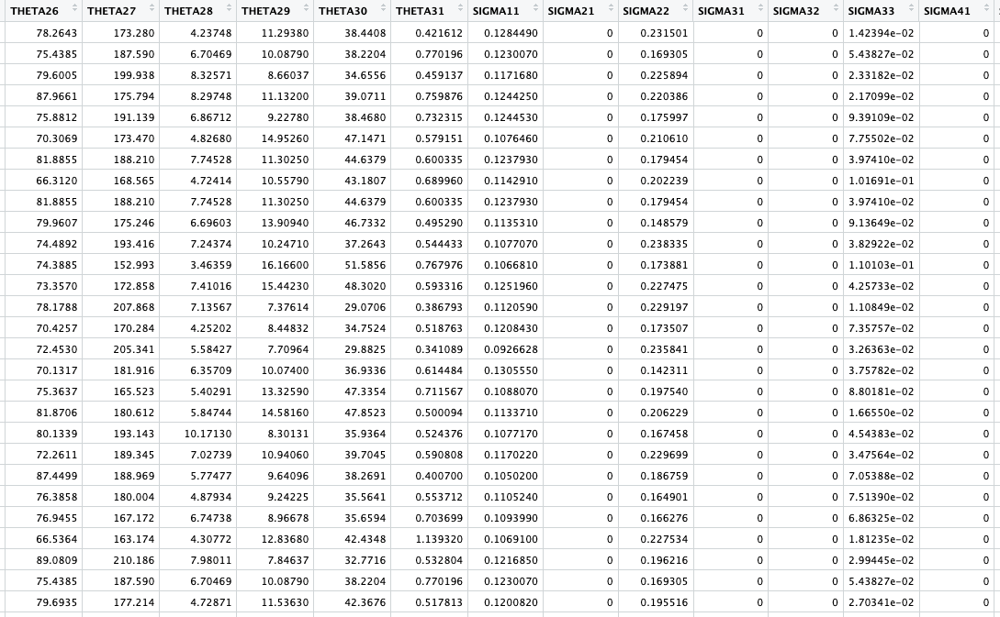 THETA26 THETA27 THETA28 THETA29 THETA30 THETA31 SIGMA11 SIGMA21 SIGMA22 SIGMA31 SIGMA32 SIGMA33 SIGMA41
78.2643 173.280 4.23748 11.29380 38.4408 0.421612 0.1284490 0 0.231501 0 0 1.42394e-02 0
75.4385 187.590 6.70469 10.08790 38.2204 0.770196 0.1230070 0 0.169305 0 0 5.43827e-02 0
79.6005 199.938 8.32571 8.66037 34.6556 0.459137 0.1171680 0 0.225894 0 0 2.33182e-02 0
87.9661 175.794 8.29748 11.13200 39.0711 0.759876 0.1244250 0 0.220386 0 0 2.17099e-02 0
75.8812 191.139 6.86712 9.22780 38.4680 0.732315 0.1244530 0 0.175997 0 0 9.39109e-02 0
70.3069 173.470 4.82680 14.95260 47.1471 0.579151 0.1076460 0 0.210610 0 0 7.75502e-02 0
81.8855 188.210 7.74528 11.30250 44.6379 0.600335 0.1237930 0 0.179454 0 0 3.97410e-02 0
66.3120 168.565 4.72414 10.55790 43.1807 0.689960 0.1142910 0 0.202239 0 0 1.01691e-01 0
81.8855 188.210 7.74528 11.30250 44.6379 0.600335 0.1237930 0 0.179454 0 0 3.97410e-02 0
79.9607 175.246 6.69603 13.90940 46.7332 0.495290 0.1135310 0 0.148579 0 0 9.13649e-02 0
74.4892 193.416 7.24374 10.24710 37.2643 0.544433 0.1077070 0 0.238335 0 0 3.82922e-02 0
74.3885 152.993 3.46359 16.16600 51.5856 0.767976 0.1066810 0 0.173881 0 0 1.10103e-01 0
73.3570 172.858 7.41016 15.44230 48.3020 0.593316 0.1251960 0 0.227475 0 0 4.25733e-02 0
78.1788 207.868 7.13567 7.37614 29.0706 0.386793 0.1120590 0 0.229197 0 0 1.10849e-02 0
70.4257 170.284 4.25202 8.44832 34.7524 0.518763 0.1208430 0 0.173507 0 0 7.35757e-02 0
72.4530 205.341 5.58427 7.70964 29.8825 0.341089 0.0926628 0 0.235841 0 0 3.26363e-02 0
70.1317 181.916 6.35709 10.07400 36.9336 0.614484 0.1305550 0 0.142311 0 0 3.75782e-02 0
75.3637 165.523 5.40291 13.32590 47.3354 0.711567 0.1088070 0 0.197540 0 0 8.80181e-02 0
81.8706 180.612 5.84744 14.58160 47.8523 0.500094 0.1133710 0 0.206229 0 0 1.66550e-02 0
80.1339 193.143 10.17130 8.30131 35.9364 0.524376 0.1077170 0 0.167458 0 0 4.54383e-02 0
72.2611 189.345 7.02739 10.94060 39.7045 0.590808 0.1170220 0 0.229699 0 0 3.47564e-02 0
87.4499 188.969 5.77477 9.64096 38.2691 0.400700 0.1050200 0 0.186759 0 0 7.05388e-02 0
76.3858 180.004 4.87934 9.24225 35.5641 0.553712 0.1105240 0 0.164901 0 0 7.51390e-02 0
76.9455 167.172 6.74738 8.96678 35.6594 0.703699 0.1093990 0 0.166276 0 0 6.86325e-02 0
66.5364 163.174 4.30772 12.83680 42.4348 1.139320 0.1069100 0 0.227534 0 0 1.81235e-02 0
89.0809 210.186 7.98011 7.84637 32.7716 0.532804 0.1216850 0 0.196216 0 0 2.99445e-02 0
75.4385 187.590 6.70469 10.08790 38.2204 0.770196 0.1230070 0 0.169305 0 0 5.43827e-02 0
79.6935 177.214 4.72871 11.53630 42.3676 0.517813 0.1200820 0 0.195516 0 0 2.70341e-02 0